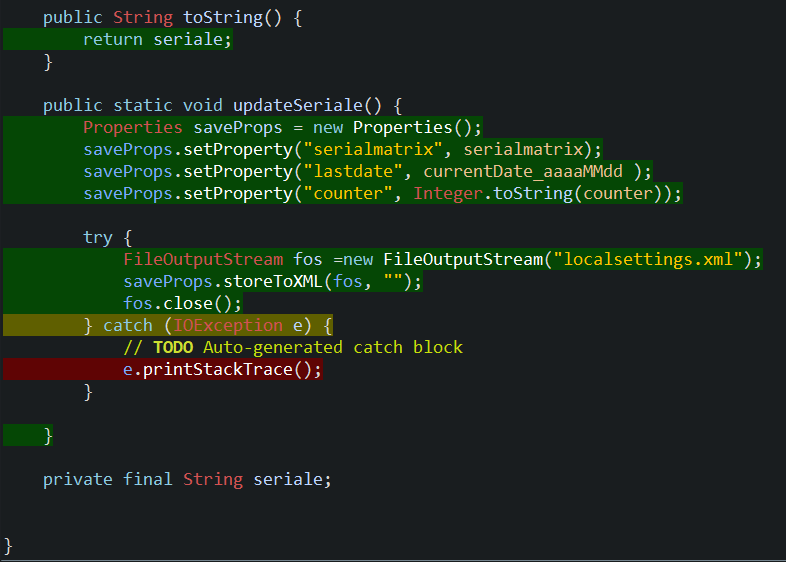 public String toString() {
return seriale;
}
public static void updateSeriale() {
Properties saveProps = new Properties();
saveProps.setProperty("serialmatrix", serialmatrix);
saveProps.setProperty("lastdate", currentDate_aaaaMMdd );
saveProps.setProperty("counter", Integer.toString(counter));
try {
FileOutputStream fos =new FileOutputStream("localsettings.xml");
saveProps.storeToXML(fos, "");
fos.close();
} catch (IOException e) {
// TODO Auto-generated catch block
e.printStackTrace();
}
}
private final String seriale;
}